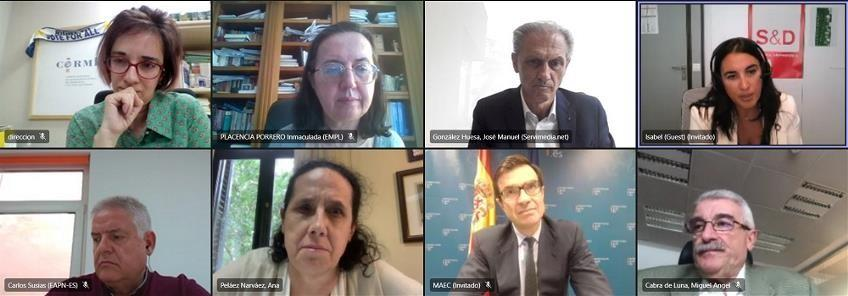 VOTE FOR ALL
CERMI
S&D
direccion
PLACENCIA PORRERO Inmaculada (EMPL)
González Huesa, José Manuel (Servimedia.net)
Isabel (Guest) (Invitado)
Carlos Susias (EAPN-ES)
Peláez Narváez, Ana
MAEC (Invitado)
Cabra de Luna, Miguel Angel